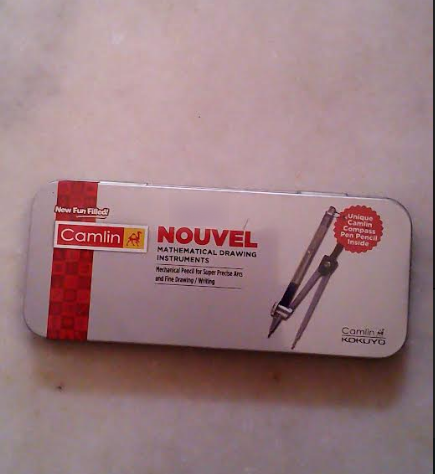 New Fun Filled!
Camlin
NOUVEL
MATHEMATICAL DRAWING
INSTRUMENTS
Mechanical Pencil for Super Precise Arcs
and Fine Drawing / Writing
Unique
Camlin
Compass
Pen Pencil
Inside
Camlin
KOKUYO